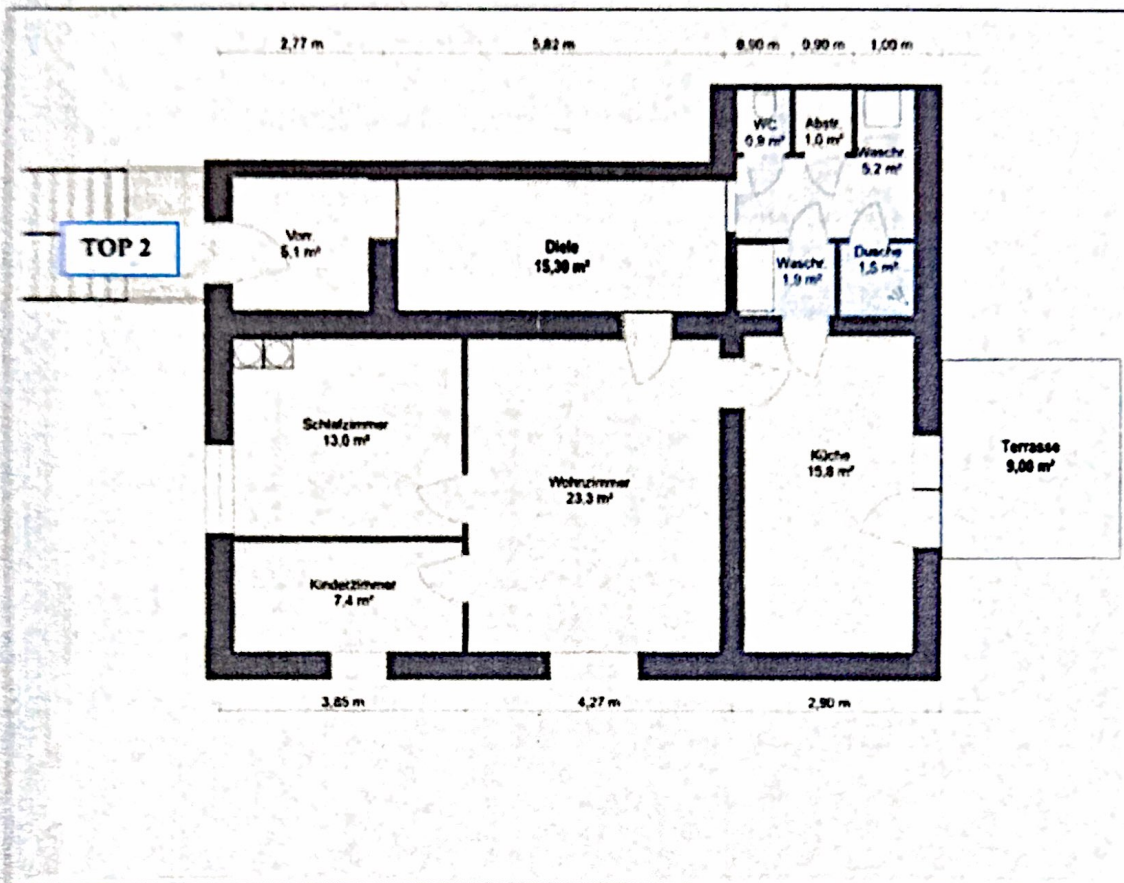 2,77 m 5,82 m 0,90 m 0,90 m 1,00 m
WC
0,9 m²
Abstr.
1,0 m²
Waschr.
5,2 m²
TOP 2
Vorr.
5,1 m²
Diele
15,30 m²
Waschr.
1,9 m²
Dusche
1,5 m²
Schlafzimmer
13,0 m²
Wohnzimmer
23,3 m²
Küche
15,8 m²
Terrasse
9,00 m²
Kinderzimmer
7,4 m²
3,85 m 4,27 m 2,90 m